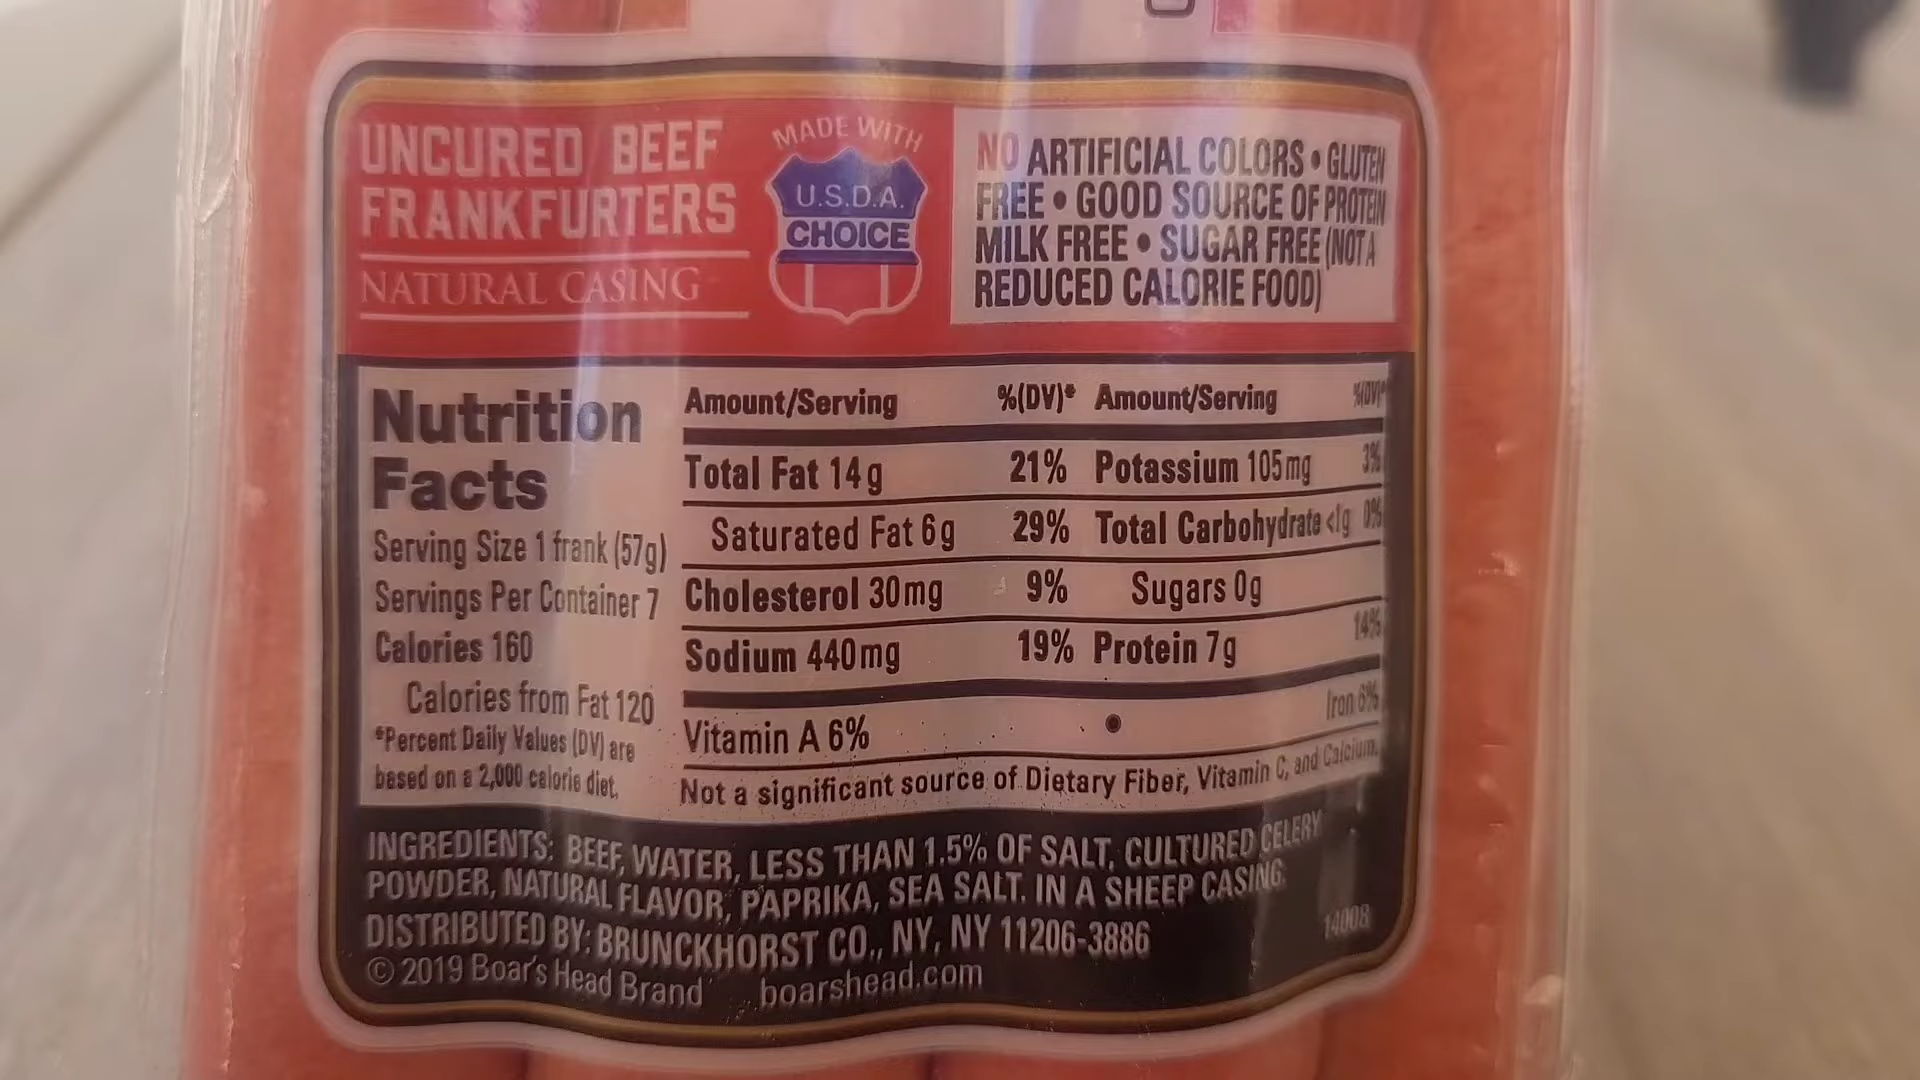 UNCURED BEEF
FRANKFURTERS
NATURAL CASING
MADE WITH
U.S.D.A.
CHOICE
NO ARTIFICIAL COLORS • GLUTEN
FREE • GOOD SOURCE OF PROTEIN
MILK FREE • SUGAR FREE (NOT A
REDUCED CALORIE FOOD)
Nutrition
Facts
Serving Size 1 frank (57g)
Servings Per Container 7
Calories 160
Calories from Fat 120
*Percent Daily Values (DV) are
based on a 2,000 calorie diet.
Amount/Serving %(DV)* Amount/Serving %(DV)*
Total Fat 14g 21% Potassium 105mg 3%
Saturated Fat 6g 29% Total Carbohydrate <1g 0%
Cholesterol 30mg 9% Sugars 0g
Sodium 440mg 19% Protein 7g 14%
Vitamin A 6% • Iron 6%
Not a significant source of Dietary Fiber, Vitamin C, and Calcium.
INGREDIENTS: BEEF, WATER, LESS THAN 1.5% OF SALT, CULTURED CELERY
POWDER, NATURAL FLAVOR, PAPRIKA, SEA SALT. IN A SHEEP CASING.
DISTRIBUTED BY: BRUNCKHORST CO., NY, NY 11206-3886
© 2019 Boar's Head Brand boarshead.com
14008